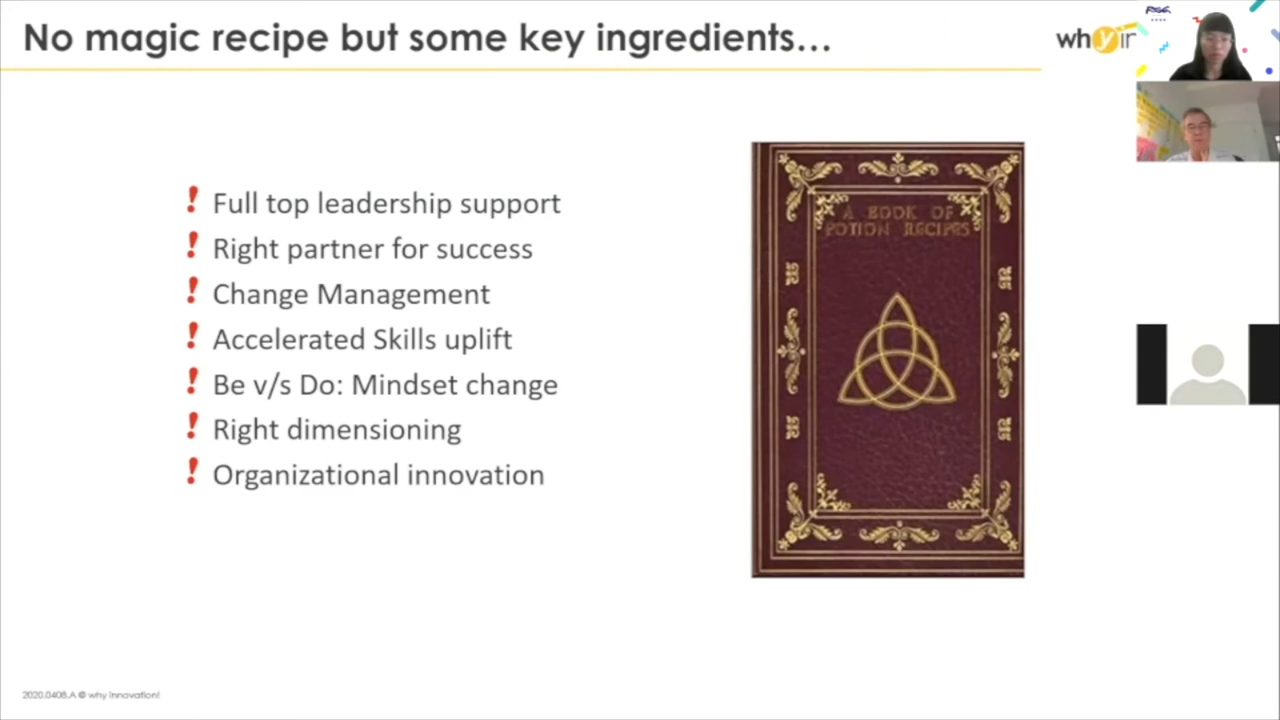 No magic recipe but some key ingredients...
whyin
! Full top leadership support
! Right partner for success
! Change Management
! Accelerated Skills uplift
! Be v/s Do: Mindset change
! Right dimensioning
! Organizational innovation
A BOOK OF
POTION RECIPES
2020.0408.A @ why innovation!